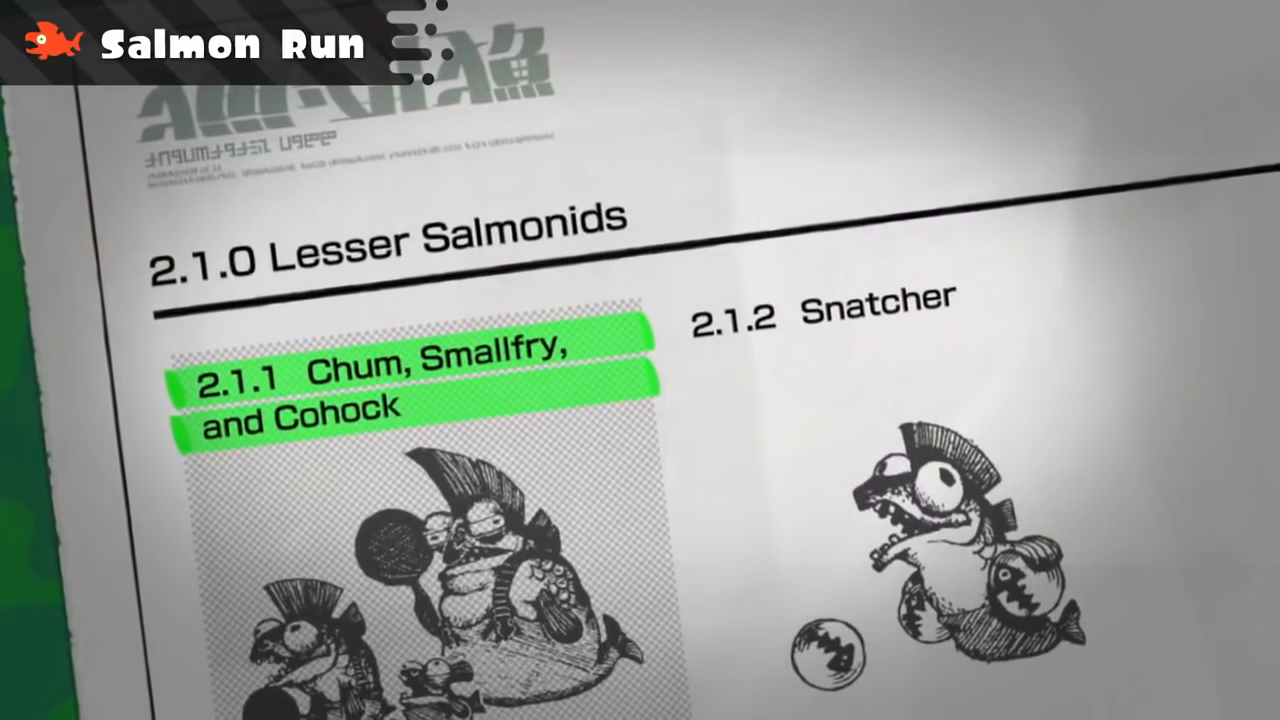 Salmon Run
2.1.0 Lesser Salmonids
2.1.1 Chum, Smallfry,
and Cohock
2.1.2 Snatcher